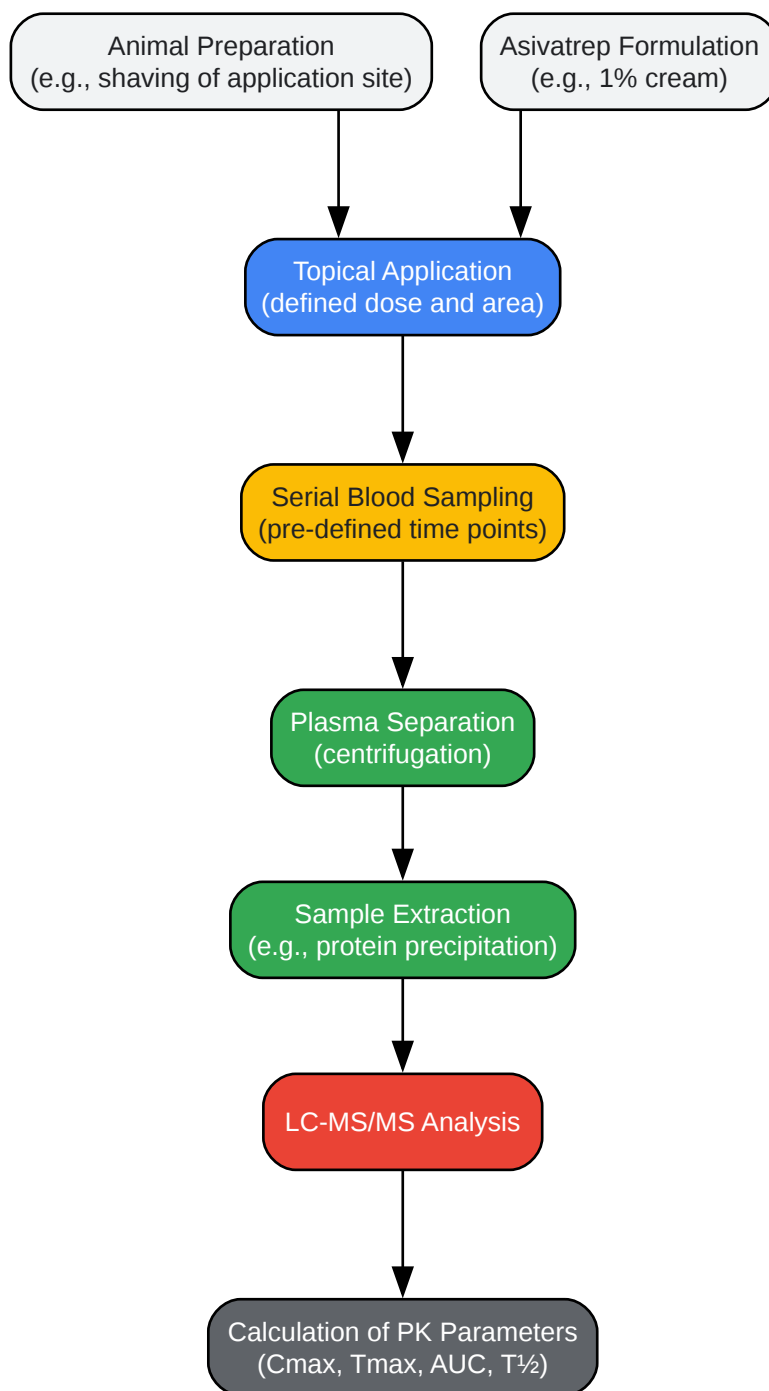 Animal Preparation
(e.g., shaving of application site)
Asivatrep Formulation
(e.g., 1% cream)
Topical Application
(defined dose and area)
Serial Blood Sampling
(pre-defined time points)
Plasma Separation
(centrifugation)
Sample Extraction
(e.g., protein precipitation)
LC-MS/MS Analysis
Calculation of PK Parameters
(Cmax, Tmax, AUC, T½)